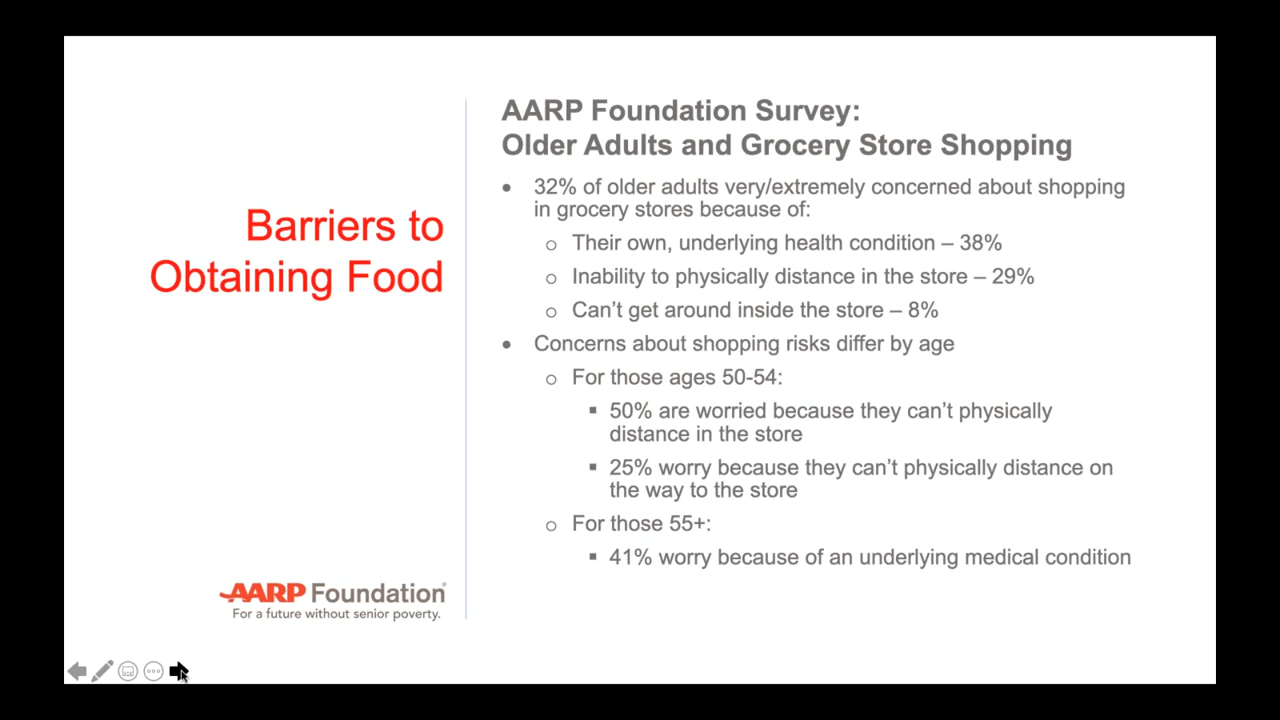 Barriers to
Obtaining Food
AARP Foundation Survey:
Older Adults and Grocery Store Shopping
• 32% of older adults very/extremely concerned about shopping
in grocery stores because of:
o Their own, underlying health condition – 38%
o Inability to physically distance in the store – 29%
o Can’t get around inside the store – 8%
• Concerns about shopping risks differ by age
o For those ages 50-54:
▪ 50% are worried because they can’t physically
distance in the store
▪ 25% worry because they can’t physically distance on
the way to the store
o For those 55+:
▪ 41% worry because of an underlying medical condition
AARP Foundation®
For a future without senior poverty.